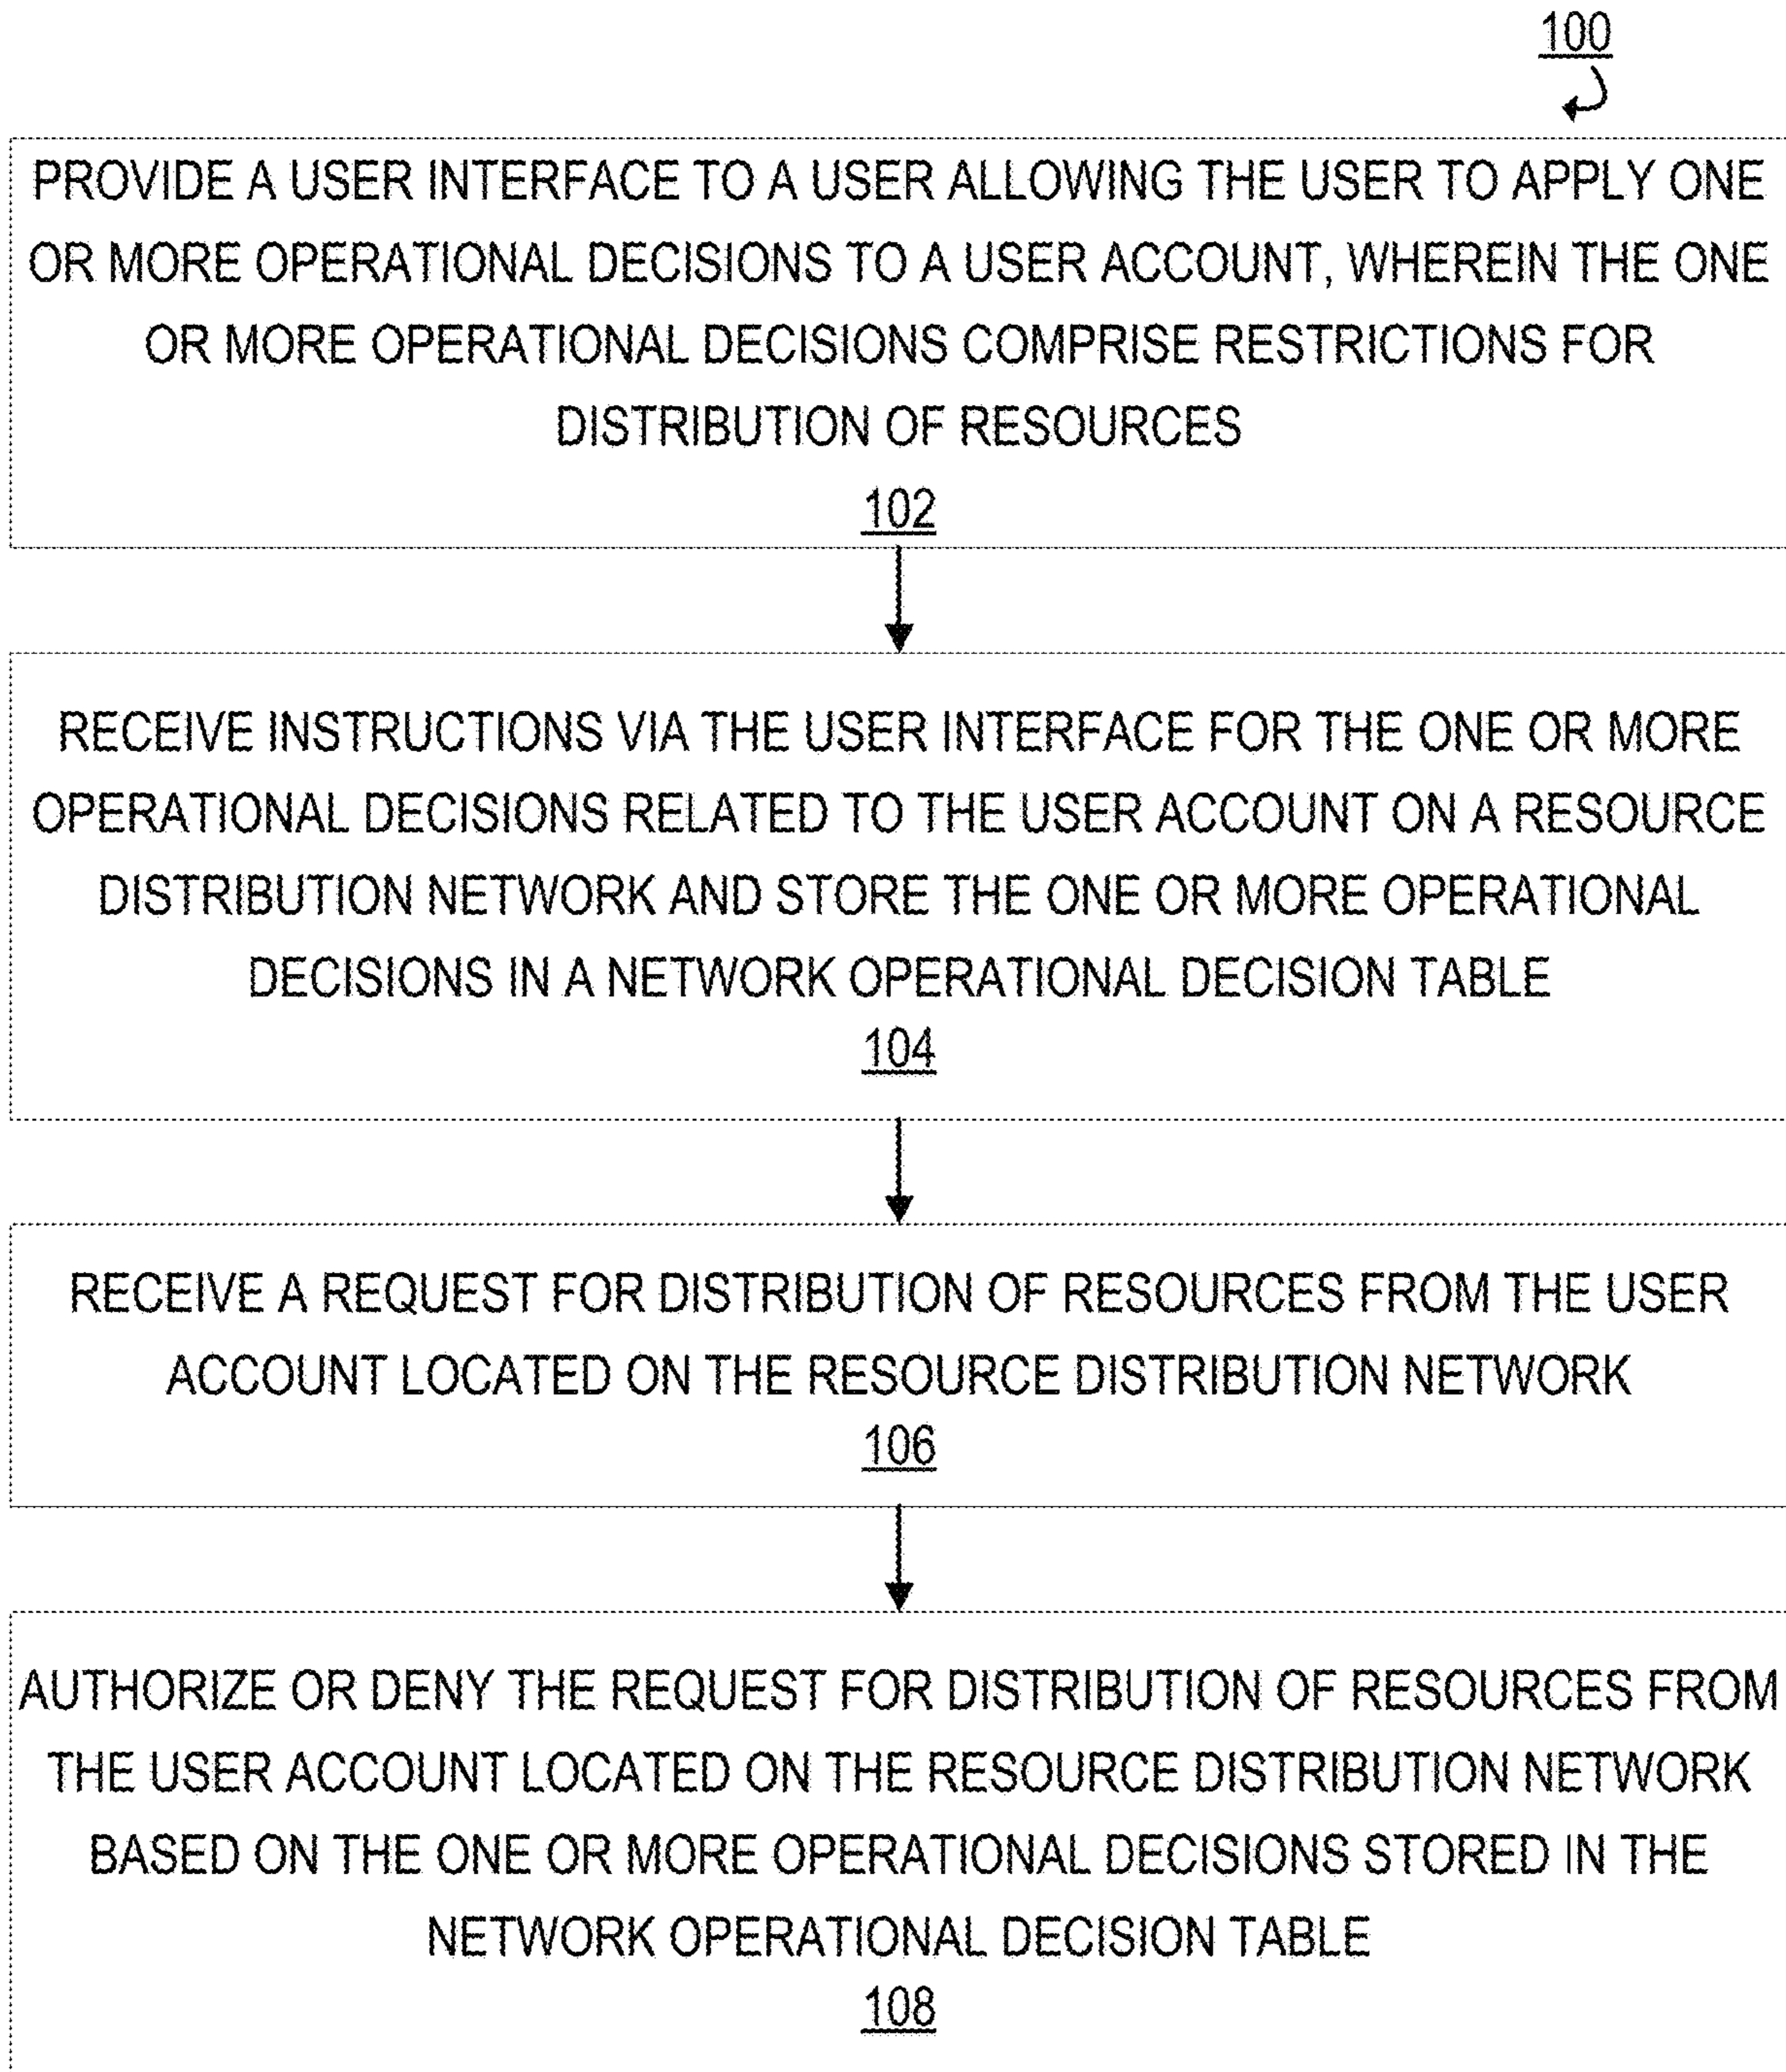 100
PROVIDE A USER INTERFACE TO A USER ALLOWING THE USER TO APPLY ONE
OR MORE OPERATIONAL DECISIONS TO A USER ACCOUNT, WHEREIN THE ONE
OR MORE OPERATIONAL DECISIONS COMPRISE RESTRICTIONS FOR
DISTRIBUTION OF RESOURCES
102
RECEIVE INSTRUCTIONS VIA THE USER INTERFACE FOR THE ONE OR MORE
OPERATIONAL DECISIONS RELATED TO THE USER ACCOUNT ON A RESOURCE
DISTRIBUTION NETWORK AND STORE THE ONE OR MORE OPERATIONAL
DECISIONS IN A NETWORK OPERATIONAL DECISION TABLE
104
RECEIVE A REQUEST FOR DISTRIBUTION OF RESOURCES FROM THE USER
ACCOUNT LOCATED ON THE RESOURCE DISTRIBUTION NETWORK
106
AUTHORIZE OR DENY THE REQUEST FOR DISTRIBUTION OF RESOURCES FROM
THE USER ACCOUNT LOCATED ON THE RESOURCE DISTRIBUTION NETWORK
BASED ON THE ONE OR MORE OPERATIONAL DECISIONS STORED IN THE
NETWORK OPERATIONAL DECISION TABLE
108